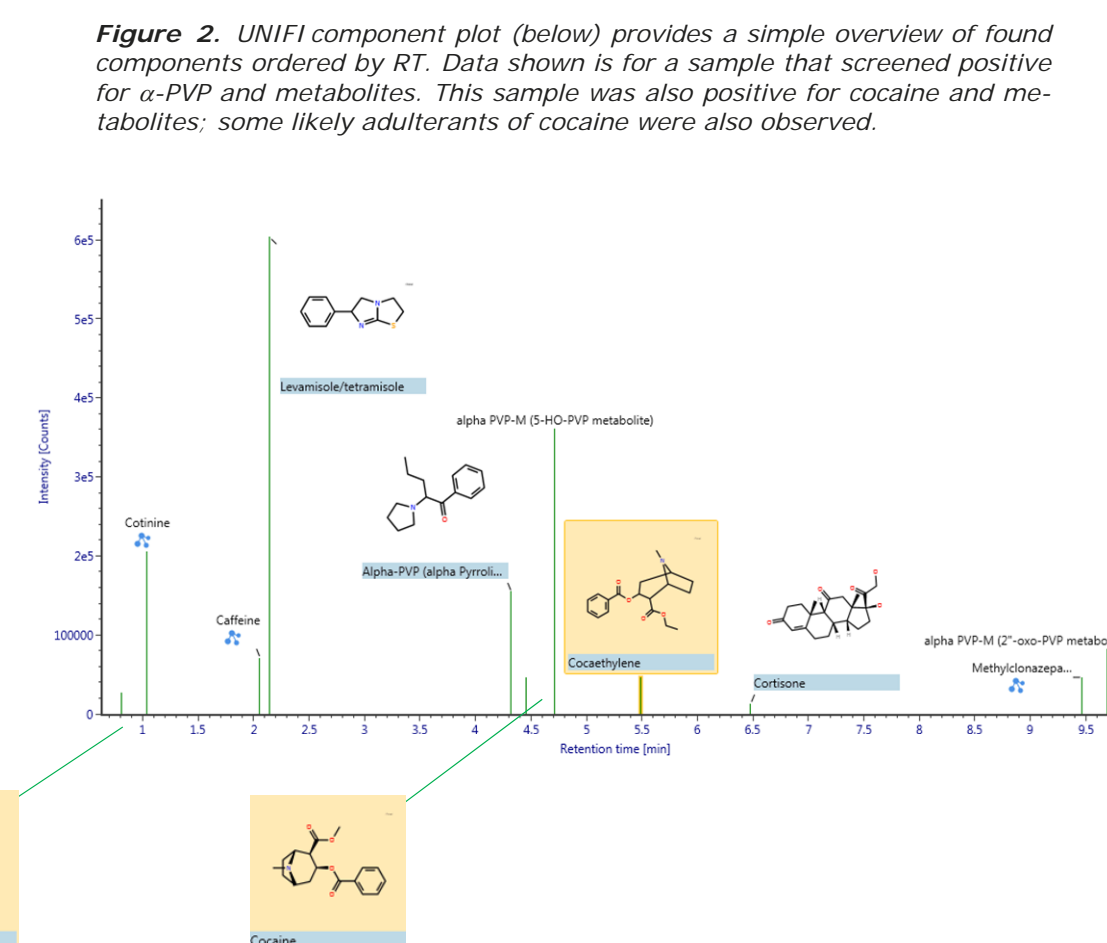 Figure 2. UNIFI component plot (below) provides a simple overview of found
components ordered by RT. Data shown is for a sample that screened positive
for α-PVP and metabolites. This sample was also positive for cocaine and me-
tabolites; some likely adulterants of cocaine were also observed.
6e5
5e5
4e5
3e5
2e5
100000
0
Intensity [Counts]
Levamisole/tetramisole
alpha PVP-M (5-HO-PVP metabolite)
Cotinine
Alpha-PVP (alpha Pyrroli...
Caffeine
Cocaethylene
Cortisone
alpha PVP-M (2"-oxo-PVP metabo
Methylclonazepa...
1 1.5 2 2.5 3 3.5 4 4.5 5 5.5 6 6.5 7 7.5 8 8.5 9 9.5
Retention time [min]
Cocaine